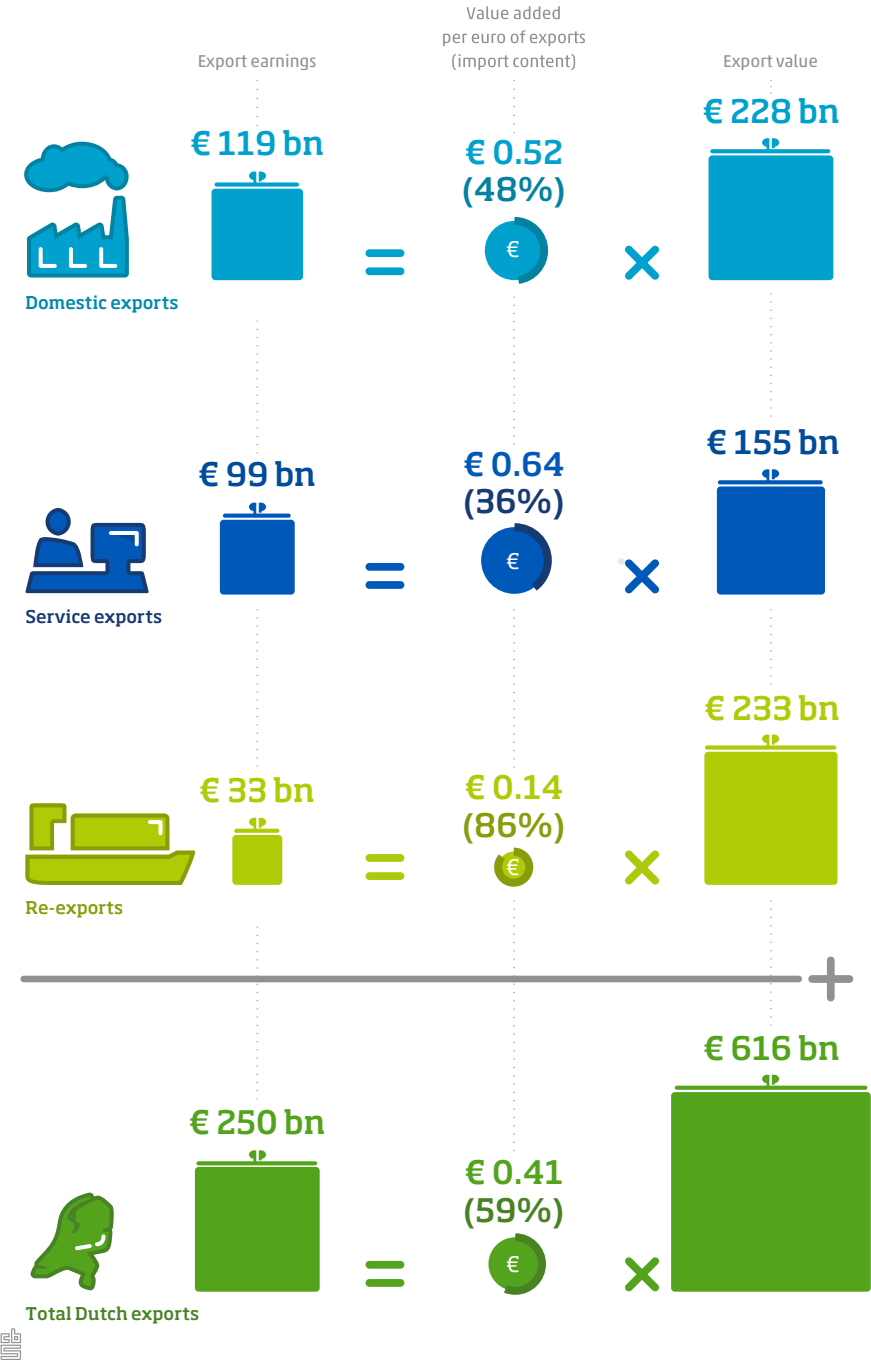 Export earnings
Value added
per euro of exports
(import content)
Export value
€ 119 bn
€ 0.52
(48%)
€ 228 bn
€
=
×
Domestic exports
€ 99 bn
€ 0.64
(36%)
€ 155 bn
€
=
×
Service exports
€ 33 bn
€ 0.14
(86%)
€ 233 bn
€
=
×
Re-exports
+
€ 250 bn
€ 0.41
(59%)
€ 616 bn
€
=
×
Total Dutch exports
cbs